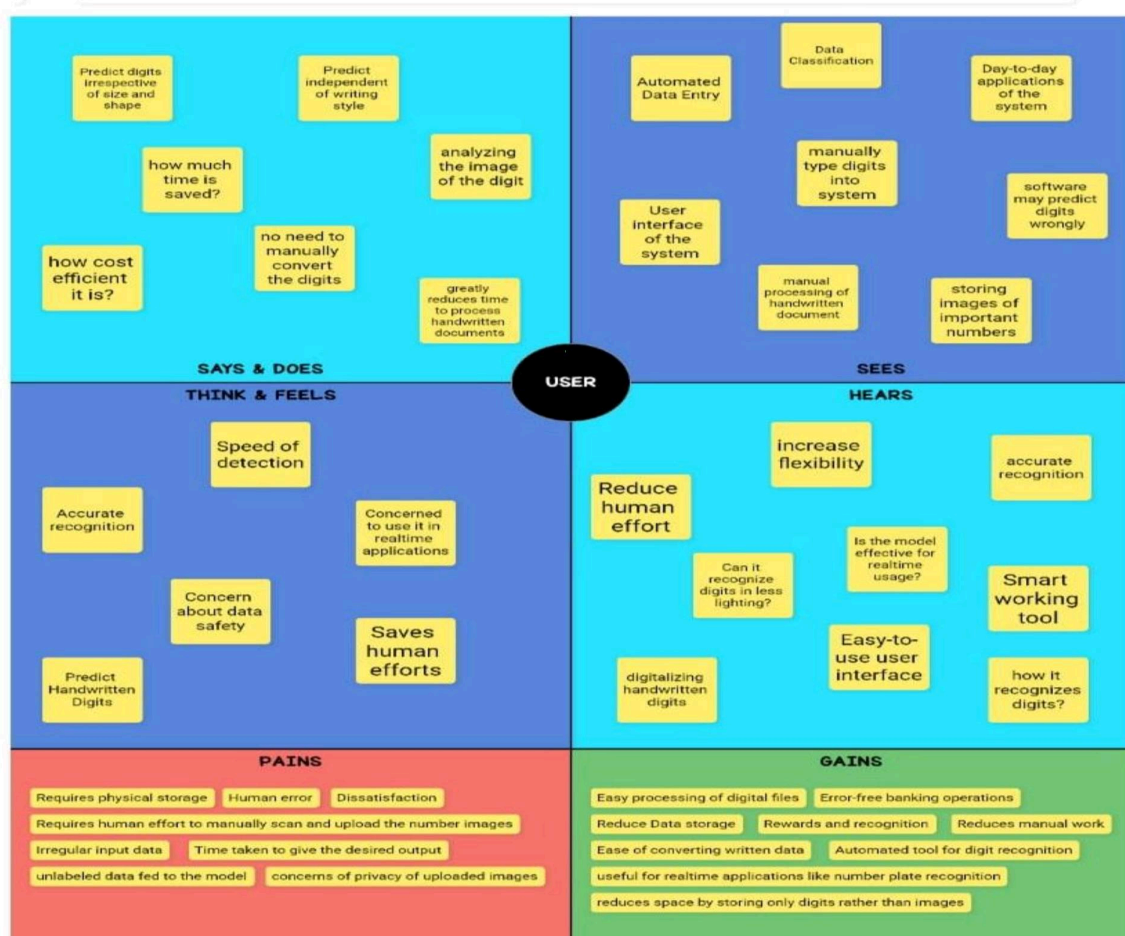 Predict digits
irrespective
of size and
shape
Predict
independent
of writing
style
how much
time is
saved?
analyzing
the image
of the digit
how cost
efficient
it is?
no need to
manually
convert
the digits
greatly
reduces time
to process
handwritten
documents
SAYS & DOES
Automated
Data Entry
Data
Classification
Day-to-day
applications
of the
system
manually
type digits
into
system
software
may predict
digits
wrongly
User
interface
of the
system
manual
processing of
handwritten
document
storing
images of
important
numbers
SEES
USER
THINK & FEELS
Speed of
detection
Accurate
recognition
Concerned
to use it in
realtime
applications
Concern
about data
safety
Saves
human
efforts
Predict
Handwritten
Digits
HEARS
increase
flexibility
accurate
recognition
Reduce
human
effort
Is the model
effective for
realtime
usage?
Can it
recognize
digits in less
lighting?
Smart
working
tool
Easy-to-
use user
interface
digitalizing
handwritten
digits
how it
recognizes
digits?
PAINS
Requires physical storage
Human error
Dissatisfaction
Requires human effort to manually scan and upload the number images
Irregular input data
Time taken to give the desired output
unlabeled data fed to the model
concerns of privacy of uploaded images
GAINS
Easy processing of digital files
Error-free banking operations
Reduce Data storage
Rewards and recognition
Reduces manual work
Ease of converting written data
Automated tool for digit recognition
useful for realtime applications like number plate recognition
reduces space by storing only digits rather than images